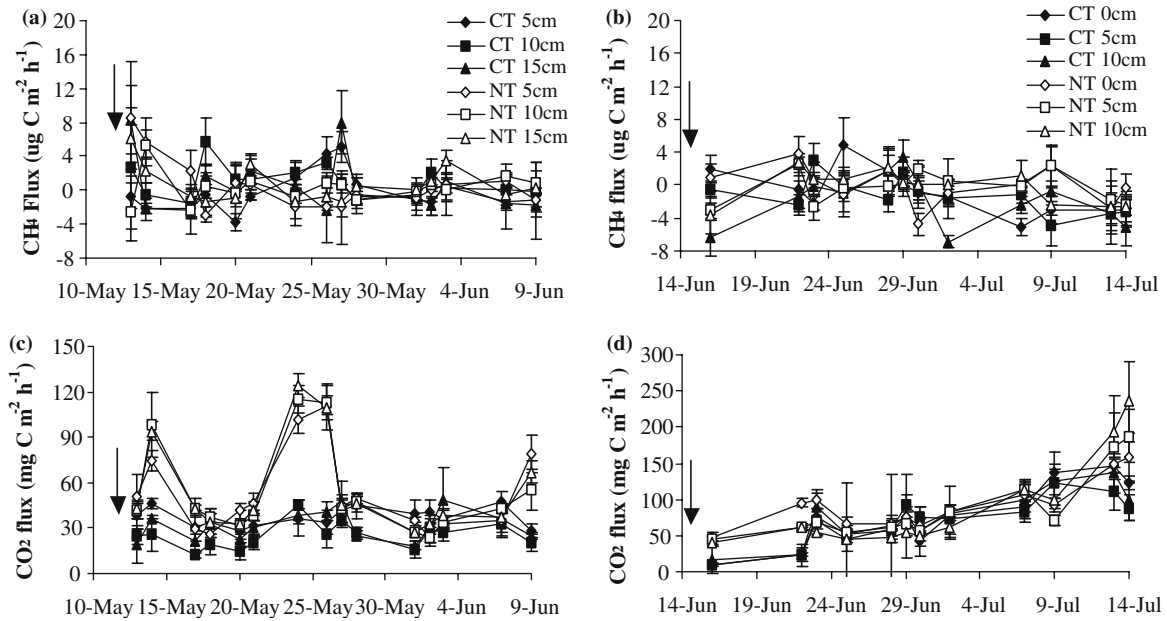 (a)
CH4 Flux (ug C m-2 h-1)
20
16
12
8
4
0
-4
-8
10-May 15-May 20-May 25-May 30-May 4-Jun 9-Jun
CT 5cm
CT 10cm
CT 15cm
NT 5cm
NT 10cm
NT 15cm
(b)
CH4 flux (ug C m-2 h-1)
20
16
12
8
4
0
-4
-8
14-Jun 19-Jun 24-Jun 29-Jun 4-Jul 9-Jul 14-Jul
CT 0cm
CT 5cm
CT 10cm
NT 0cm
NT 5cm
NT 10cm
(c)
CO2 flux (mg C m-2 h-1)
150
120
90
60
30
0
10-May 15-May 20-May 25-May 30-May 4-Jun 9-Jun
(d)
CO2 flux (mg C m-2 h-1)
300
250
200
150
100
50
0
14-Jun 19-Jun 24-Jun 29-Jun 4-Jul 9-Jul 14-Jul